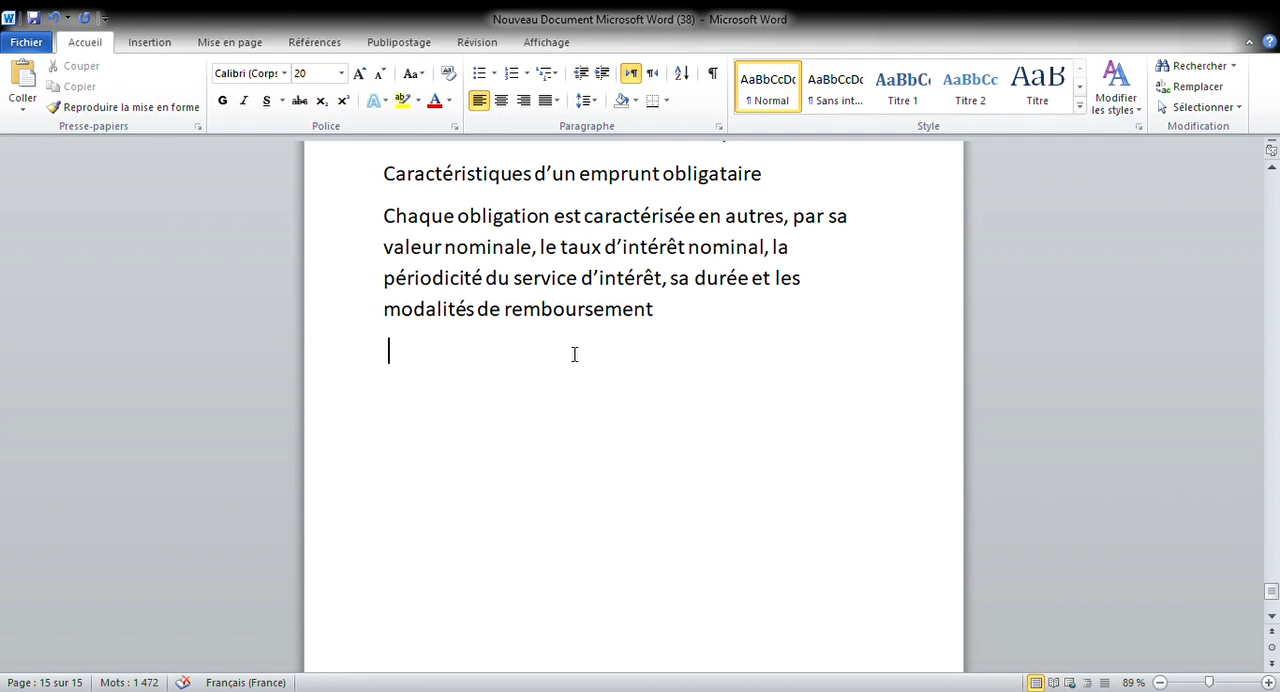 Nouveau Document Microsoft Word (38) - Microsoft Word
Fichier Accueil Insertion Mise en page Références Publipostage Révision Affichage
Coller
Couper
Copier
Reproduire la mise en forme
Presse-papiers
Calibri (Corps 20
G I S abc x₂ x²
Police
Paragraphe
AaBbCcDc AaBbCcDc AaBbC AaBbCc AaB
¶ Normal ¶ Sans int... Titre 1 Titre 2 Titre
Modifier
les styles
Style
Rechercher
Remplacer
Sélectionner
Modification
Caractéristiques d’un emprunt obligataire
Chaque obligation est caractérisée en autres, par sa
valeur nominale, le taux d’intérêt nominal, la
périodicité du service d’intérêt, sa durée et les
modalités de remboursement
Page : 15 sur 15 Mots : 1 472 Français (France) 89 %